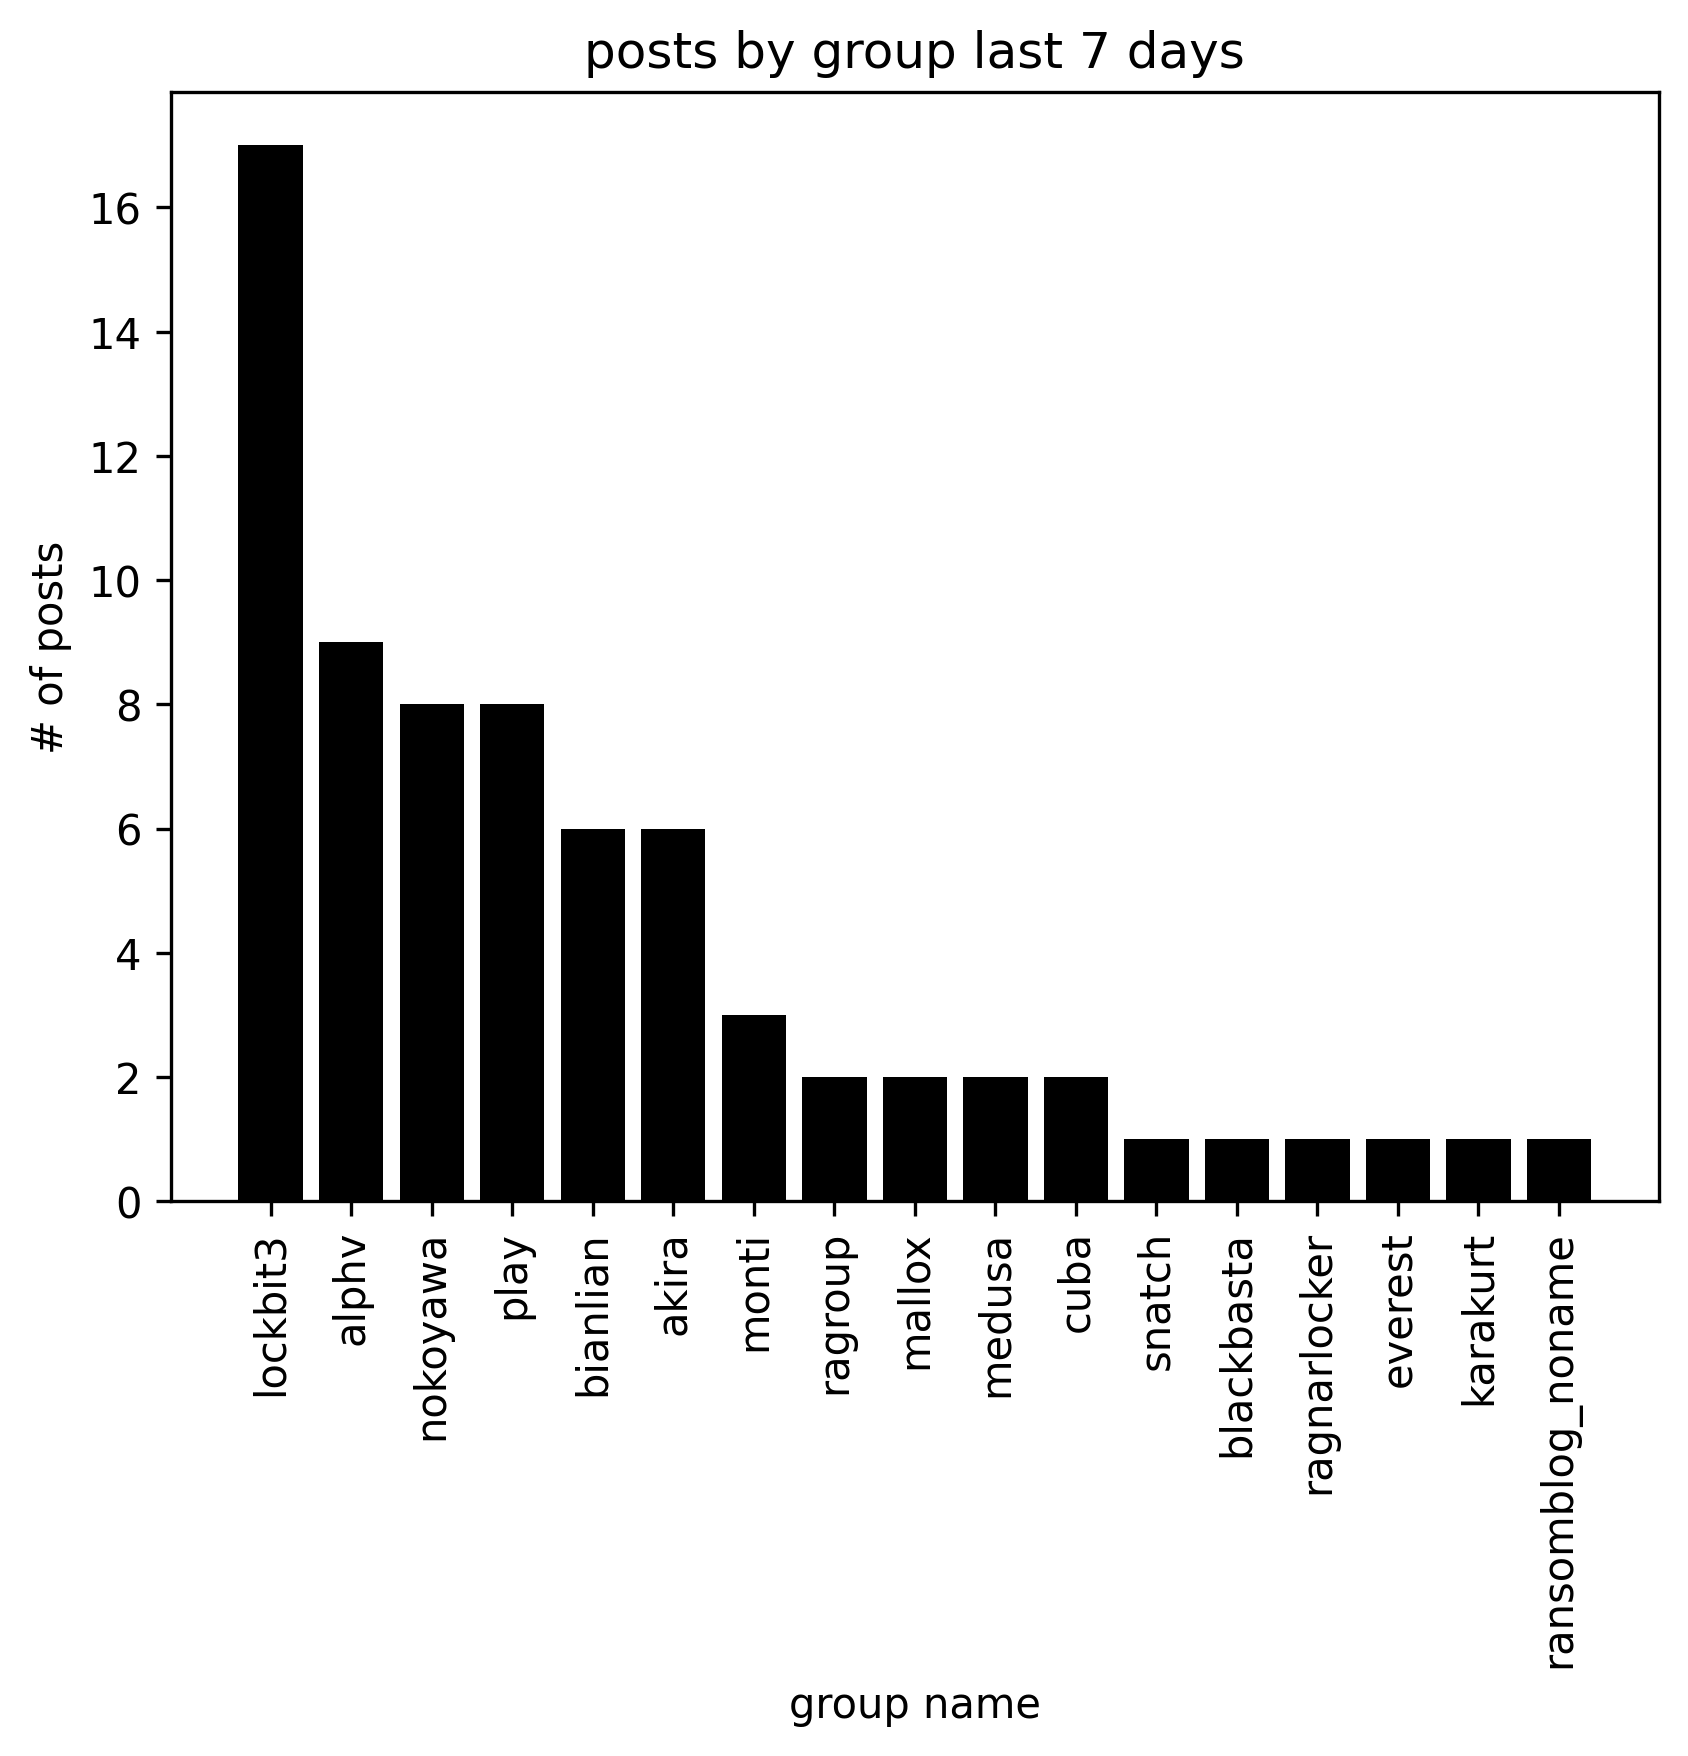 posts by group last 7 days
# of posts
16
14
12
10
8
6
4
2
0
lockbit3
alphv
nokoyawa
play
bianlian
akira
monti
ragroup
mallox
medusa
cuba
snatch
blackbasta
ragnarlocker
everest
karakurt
ransomblog_noname
group name